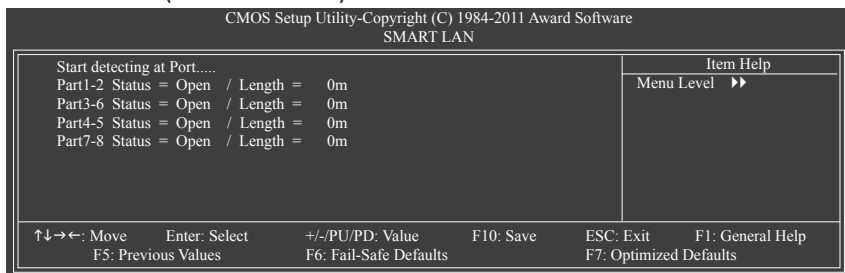 CMOS Setup Utility-Copyright (C) 1984-2011 Award Software
SMART LAN
Start detecting at Port.....
Part1-2 Status = Open / Length = 0m
Part3-6 Status = Open / Length = 0m
Part4-5 Status = Open / Length = 0m
Part7-8 Status = Open / Length = 0m
Item Help
Menu Level ▶▶
↑↓→←: Move Enter: Select +/-/PU/PD: Value F10: Save ESC: Exit F1: General Help
F5: Previous Values F6: Fail-Safe Defaults F7: Optimized Defaults